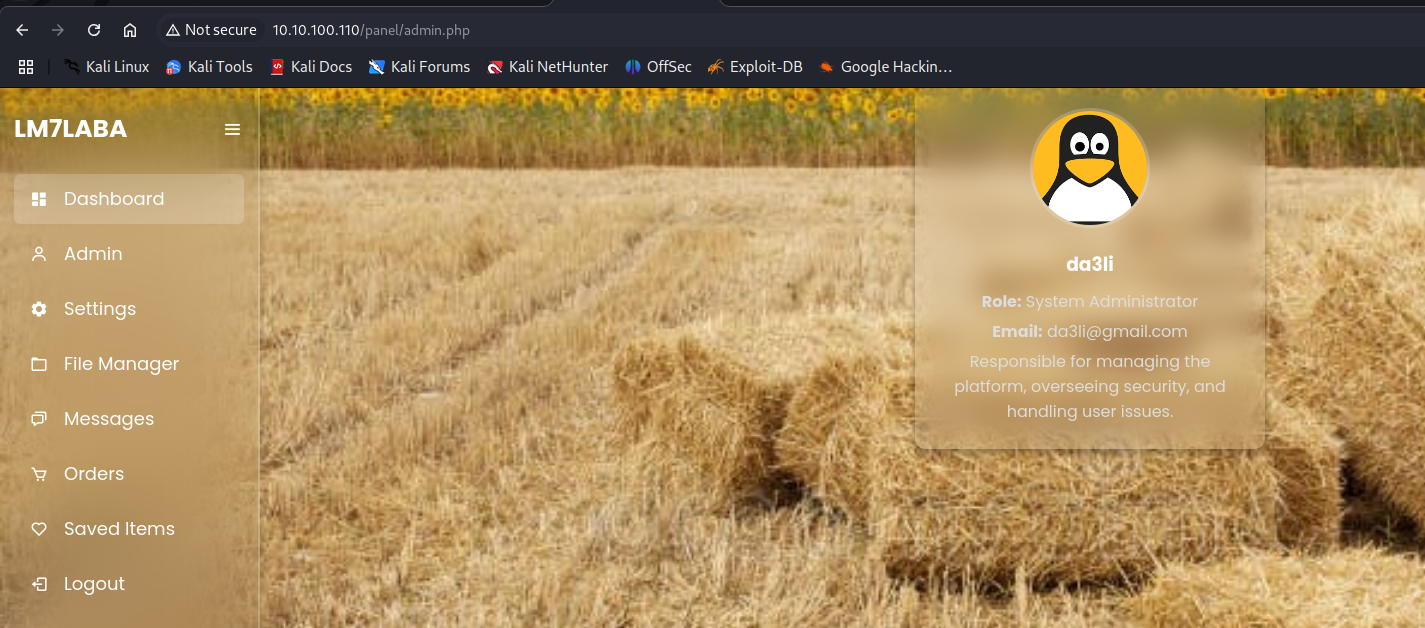 Not secure 10.10.100.110/panel/admin.php
Kali Linux Kali Tools Kali Docs Kali Forums Kali NetHunter OffSec Exploit-DB Google Hackin…
LM7LABA
Dashboard
Admin
Settings
File Manager
Messages
Orders
Saved Items
Logout
da3li
Role: System Administrator
Email: da3li@gmail.com
Responsible for managing the
platform, overseeing security, and
handling user issues.